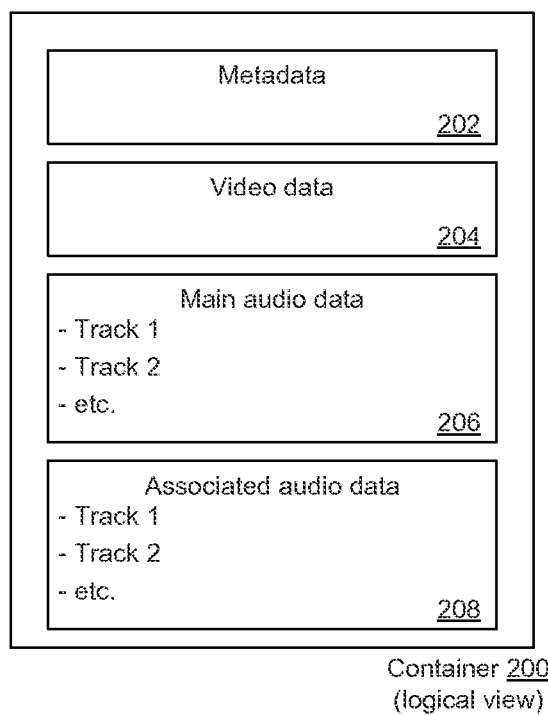 Metadata
202
Video data
204
Main audio data
- Track 1
- Track 2
- etc.
206
Associated audio data
- Track 1
- Track 2
- etc.
208
Container 200
(logical view)